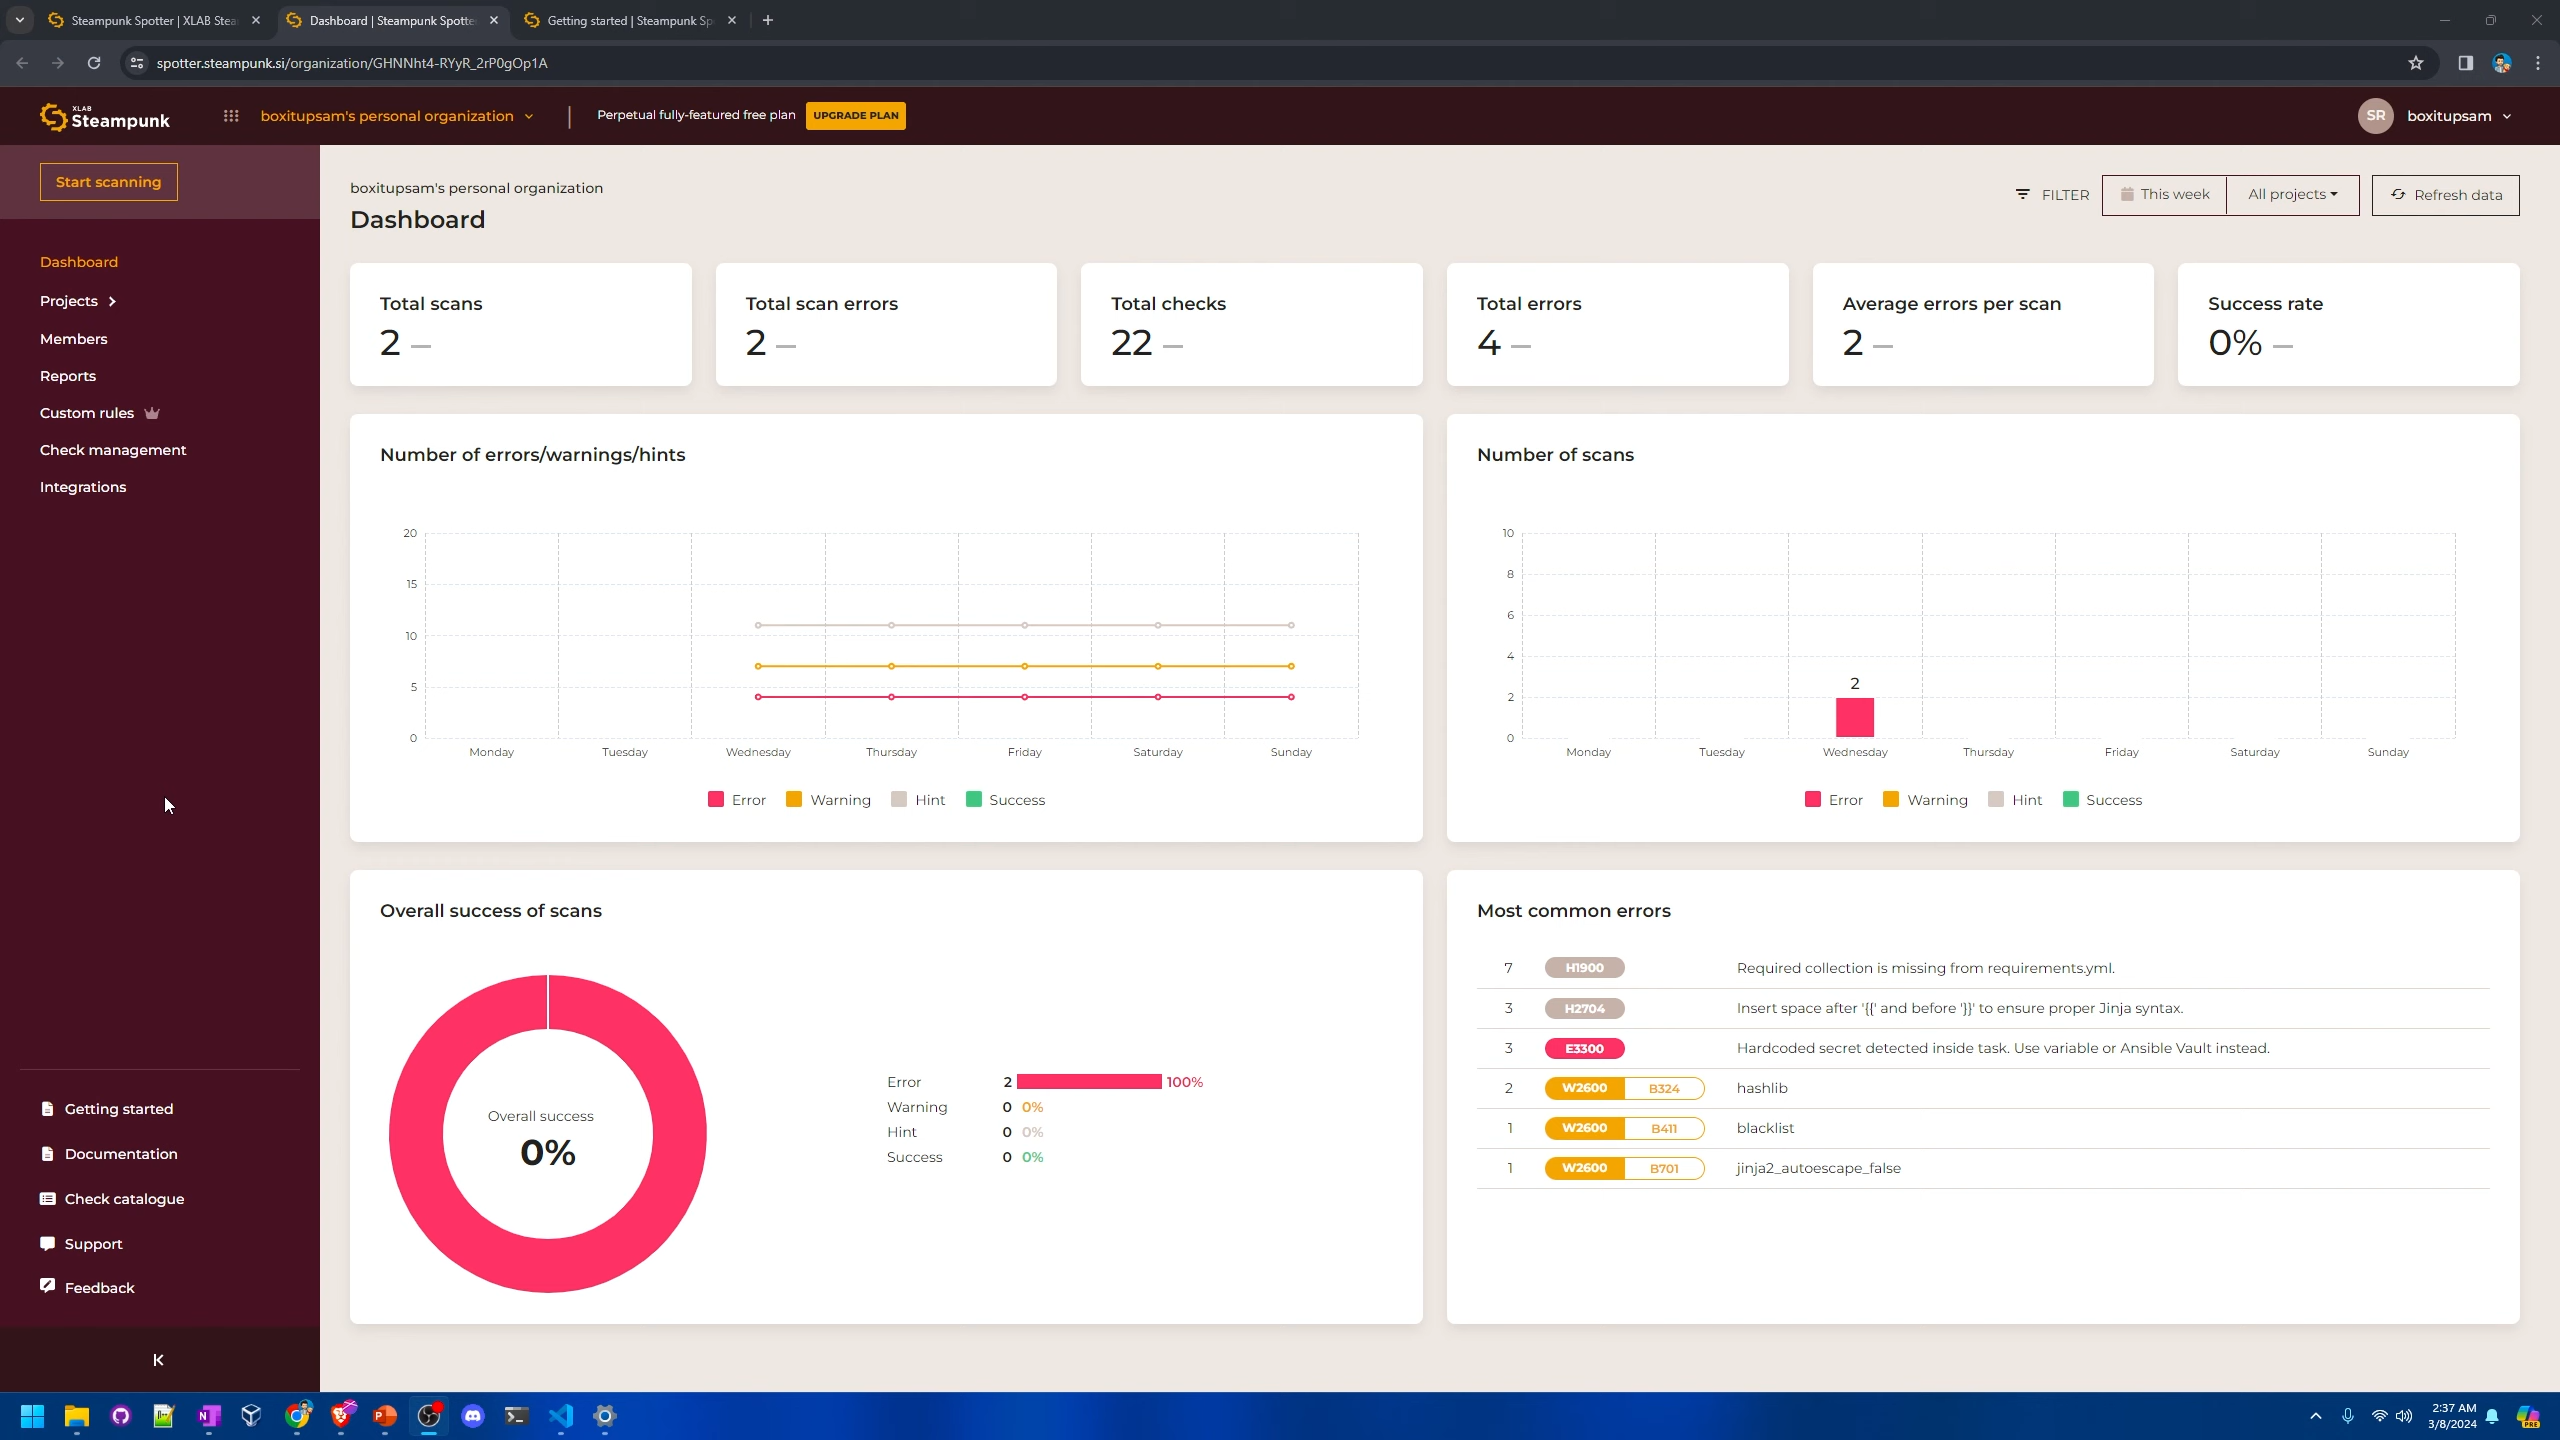 Steampunk Spotter | XLAB Stea
Dashboard | Steampunk Spotte
Getting started | Steampunk Sp
spotter.steampunk.si/organization/GHNNht4-RYyR_2rP0gOp1A
XLAB
Steampunk
boxitupsam's personal organization
Perpetual fully-featured free plan
UPGRADE PLAN
SR
boxitupsam
Start scanning
Dashboard
Projects
Members
Reports
Custom rules
Check management
Integrations
Getting started
Documentation
Check catalogue
Support
Feedback
boxitupsam's personal organization
Dashboard
FILTER
This week
All projects
Refresh data
Total scans
2 –
Total scan errors
2 –
Total checks
22 –
Total errors
4 –
Average errors per scan
2 –
Success rate
0% –
Number of errors/warnings/hints
20
15
10
5
0
Monday Tuesday Wednesday Thursday Friday Saturday Sunday
Error Warning Hint Success
Number of scans
10
8
6
4
2
0
2
Monday Tuesday Wednesday Thursday Friday Saturday Sunday
Error Warning Hint Success
Overall success of scans
Overall success
0%
Error 2 100%
Warning 0 0%
Hint 0 0%
Success 0 0%
Most common errors
7 H1900 Required collection is missing from requirements.yml.
3 H2704 Insert space after '{{' and before '}}' to ensure proper Jinja syntax.
3 E3300 Hardcoded secret detected inside task. Use variable or Ansible Vault instead.
2 W2600 B324 hashlib
1 W2600 B411 blacklist
1 W2600 B701 jinja2_autoescape_false
2:37 AM
3/8/2024
PRE